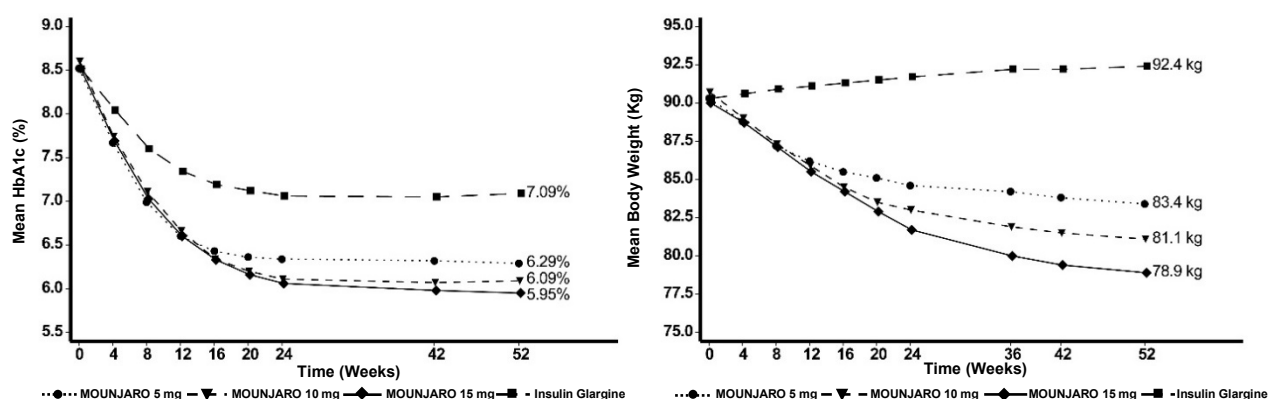 9.0
8.5
8.0
7.5
7.0
6.5
6.0
5.5
Mean HbA1c (%)
7.09%
6.29%
6.09%
5.95%
0 4 8 12 16 20 24 42 52
Time (Weeks)
MOUNJARO 5 mg MOUNJARO 10 mg MOUNJARO 15 mg Insulin Glargine
95.0
92.5
90.0
87.5
85.0
82.5
80.0
77.5
75.0
Mean Body Weight (Kg)
92.4 kg
83.4 kg
81.1 kg
78.9 kg
0 4 8 12 16 20 24 36 42 52
Time (Weeks)
MOUNJARO 5 mg MOUNJARO 10 mg MOUNJARO 15 mg Insulin Glargine